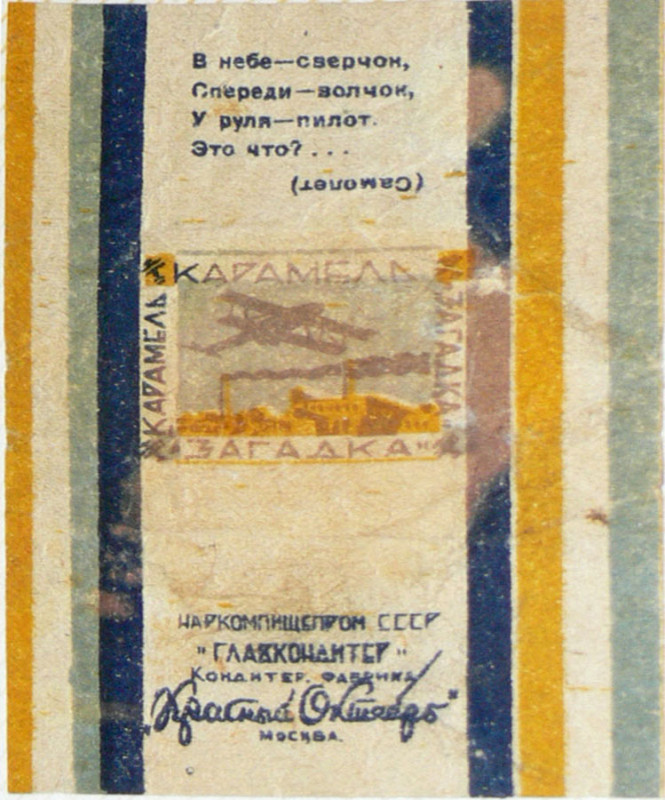 В небе—сверчок,
Спереди—волчок,
У руля—пилот.
Это что?...
(Самолет)
КАРАМЕЛЬ
КАРАМЕЛЬ
"ЗАГАДКА"
"ЗАГАДКА"
НАРКОМПИЩЕПРОМ СССР
"ГЛАВКОНДИТЕР"
КОНДИТЕР. ФАБРИКА
"Красный Октябрь"
МОСКВА.